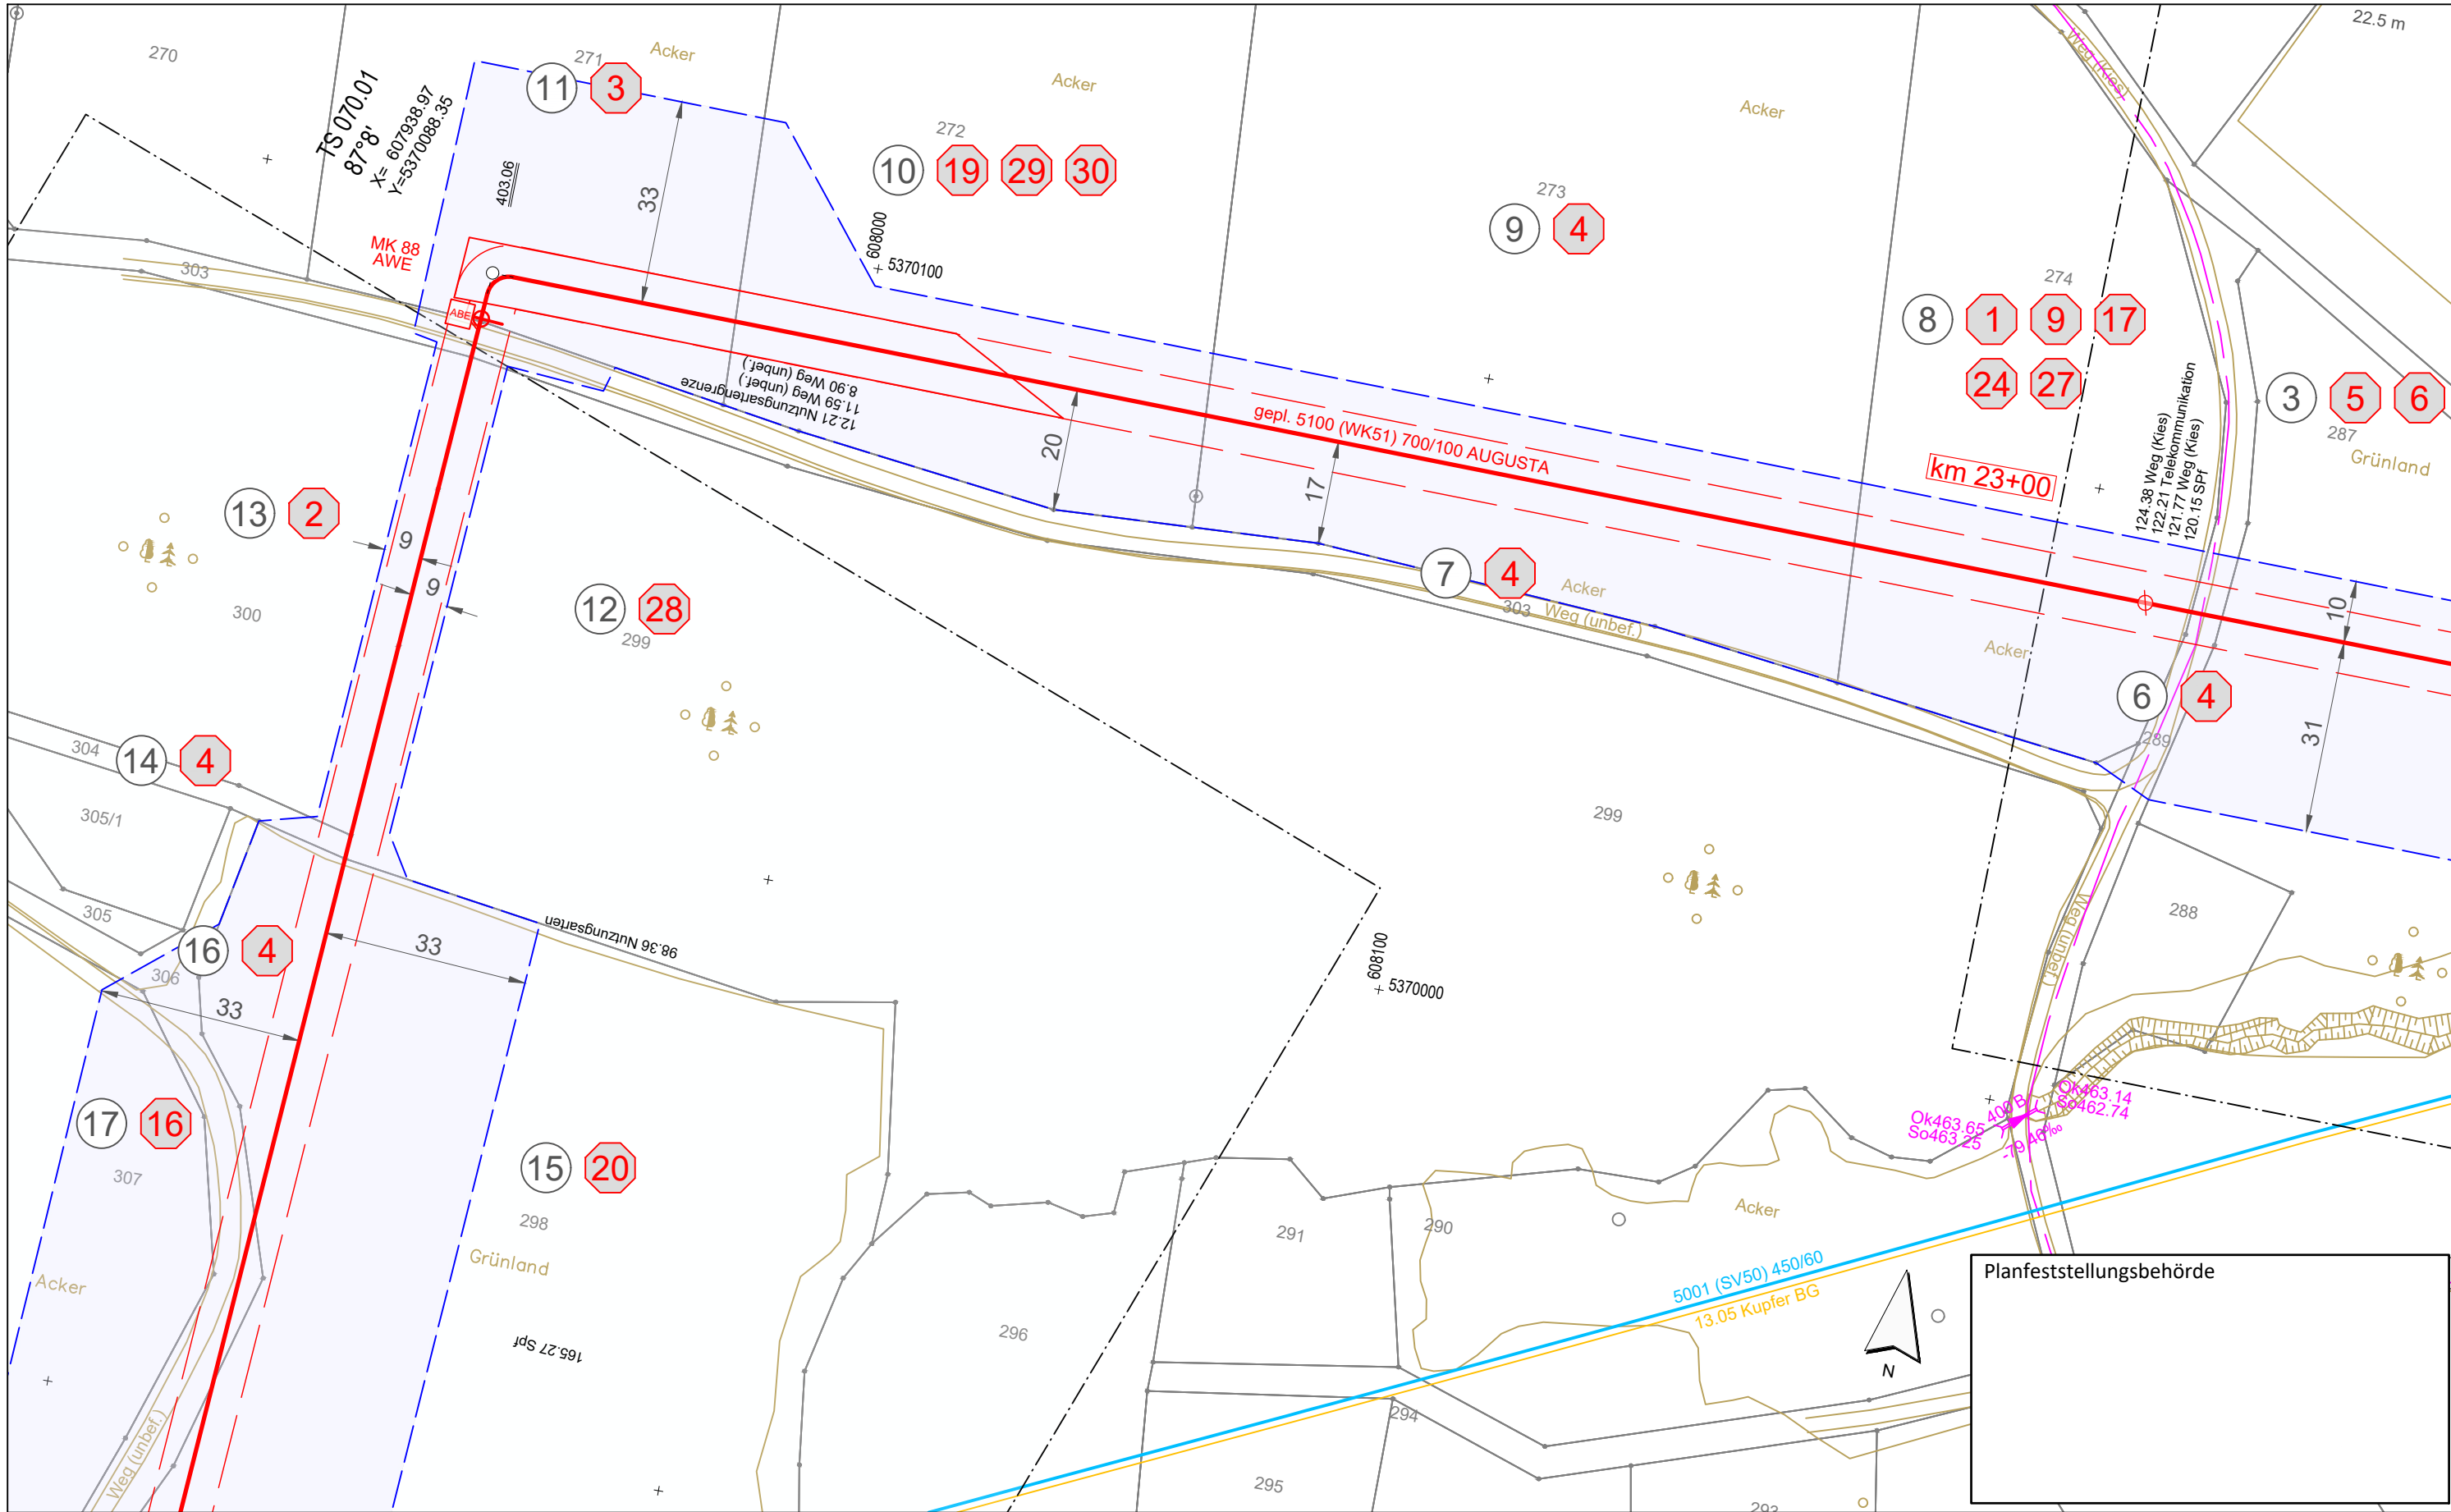 270
TS 070.01
87°8'
X= 607938.97
Y=5370088.35
271
Acker
11
3
403.06
33
MK 88
AWE
ABE
303
272
Acker
10
19
29
30
608000
5370100
Acker
273
9
4
22.5 m
Weg (Kies)
274
8
1
9
17
24
27
3
5
6
287
Grünland
124.38 Weg (Kies)
122.21 Telekommunikation
121.77 Weg (Kies)
120.15 SPf
km 23+00
gepl. 5100 (WK51) 700/100 AUGUSTA
12.21 Nutzungsartengrenze
11.59 Weg (unbef.)
8.90 Weg (unbef.)
20
17
13
2
9
9
300
12
28
299
7
4
Acker
303
Weg (unbef.)
Acker
10
31
6
4
289
304
14
4
305/1
305
16
4
306
33
33
98.36 Nutzungsarten
299
288
Weg (unbef.)
608100
5370000
17
16
307
15
20
298
Grünland
Acker
165.27 Spf
Weg (unbef.)
296
291
290
Acker
Ok463.65
So463.25
400 B
-79.40‰
Ok463.14
So462.74
5001 (SV50) 450/60
13.05 Kupfer BG
N
Planfeststellungsbehörde
294
295
293